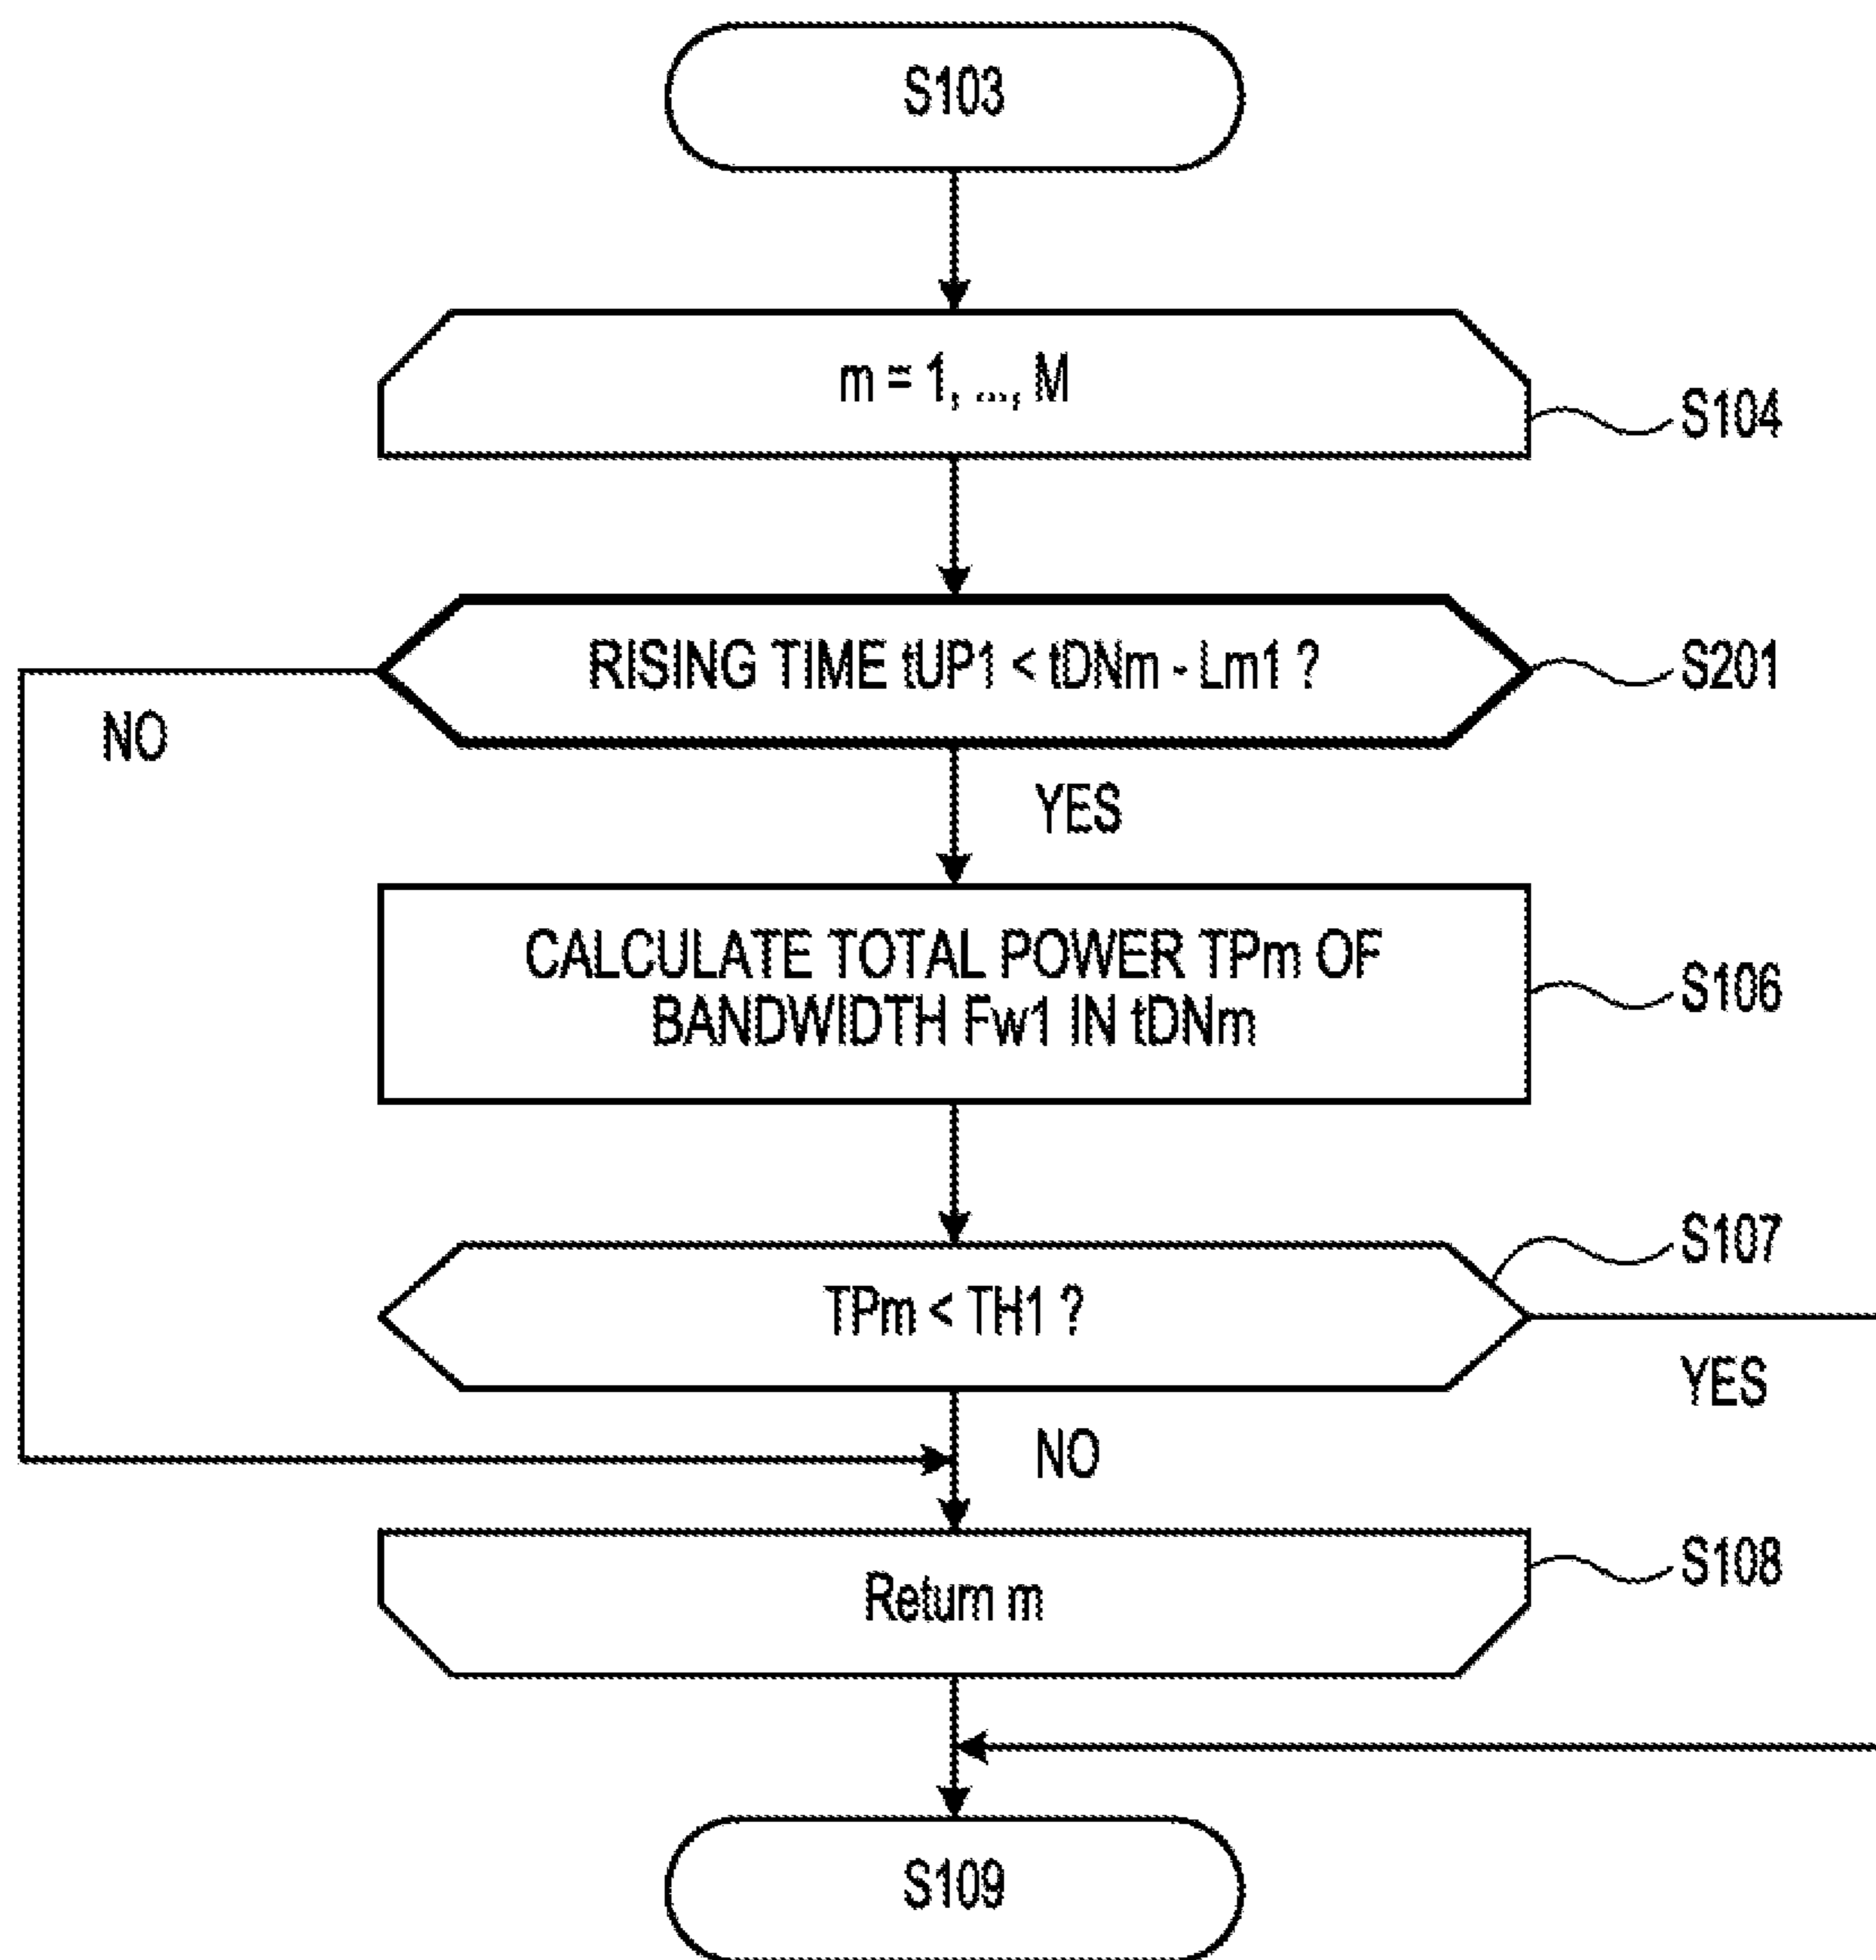 S103
m = 1, ..., M
S104
RISING TIME tUP1 < tDNm - Lm1 ?
S201
NO
YES
CALCULATE TOTAL POWER TPm OF
BANDWIDTH Fw1 IN tDNm
S106
S107
TPm < TH1 ?
YES
NO
Return m
S108
S109